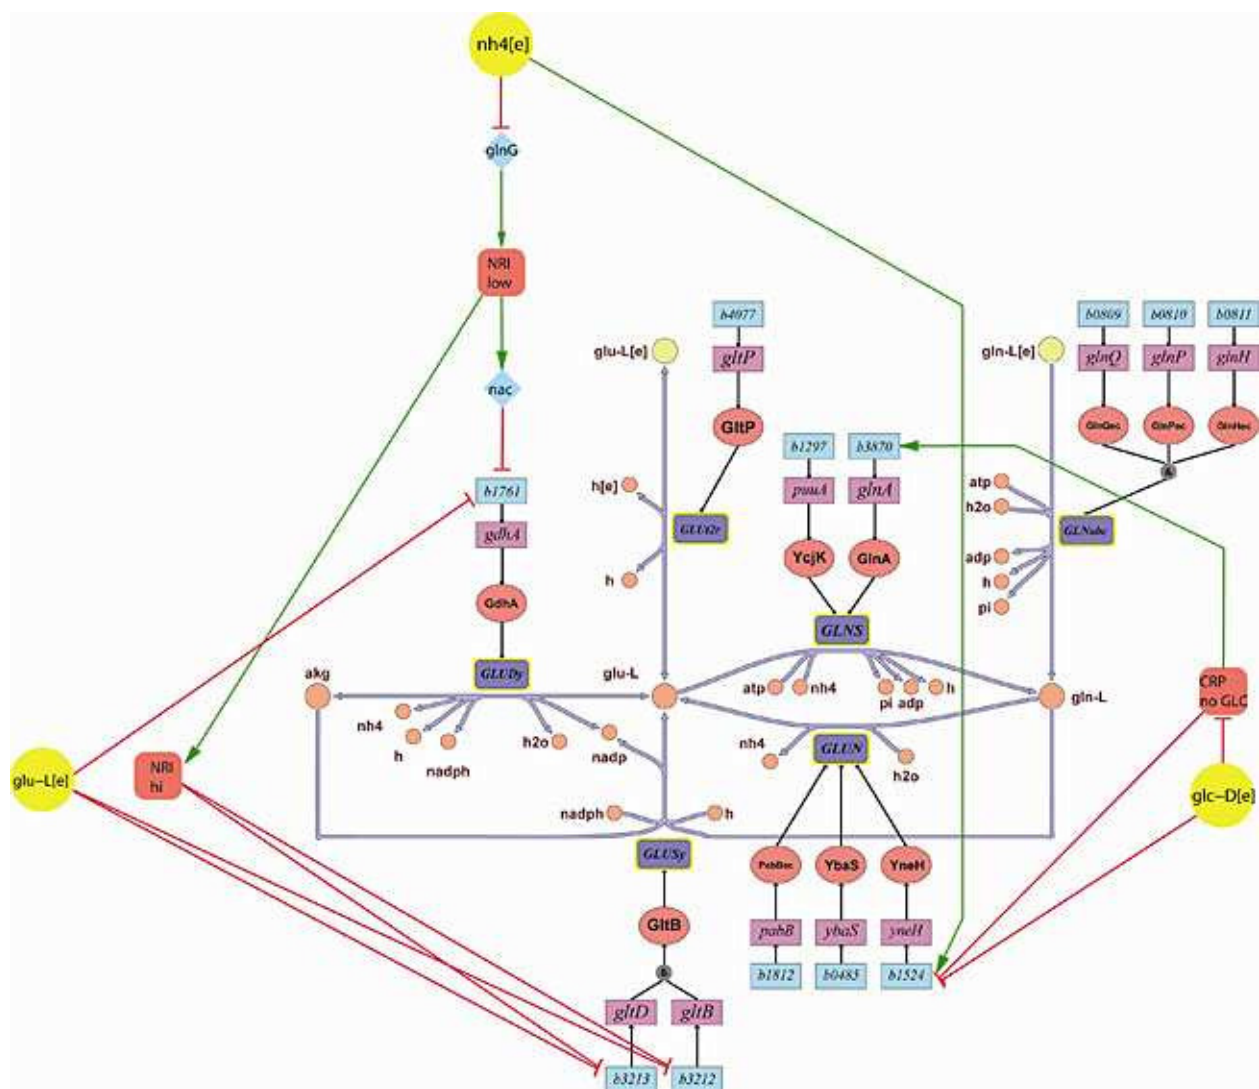 nh4[e]
glnG
NRI
low
nac
b1761
gdhA
GdhA
GLUDy
b4077
gltP
GltP
glu-L[e]
h[e]
h
b1297
b3870
puuA
glnA
YcjK
GlnA
GLNS
b0809
b0810
b0811
glnQ
glnP
glnH
GlnPec
GlnHec
gln-L[e]
&
atp
h2o
adp
h
pi
GLNabc
akg
glu-L
gln-L
nh4
h
nadph
h2o
nadp
atp
nh4
pi
adp
h
CRP
no GLC
nh4
GLUN
h2o
glu-L[e]
NRI
hi
glc-D[e]
nadph
h
GLUSy
YbaS
YneH
GltB
pabB
ybaS
yneH
b1812
b0485
b1524
gltD
gltB
b3213
b3212